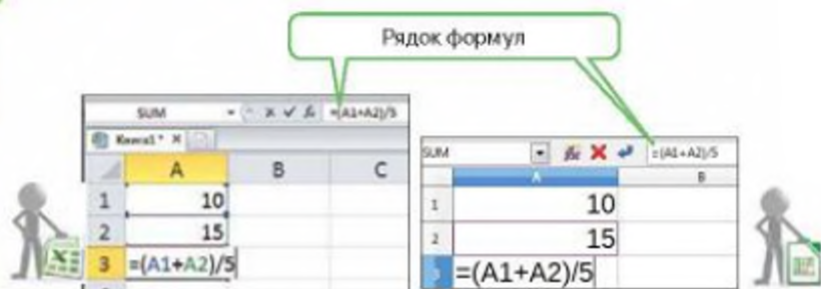 Рядок формул
SUM =(A1+A2)/5
Книга1 *
A B C
1 10
2 15
3 =(A1+A2)/5
SUM =(A1+A2)/5
A B
1 10
2 15
3 =(A1+A2)/5